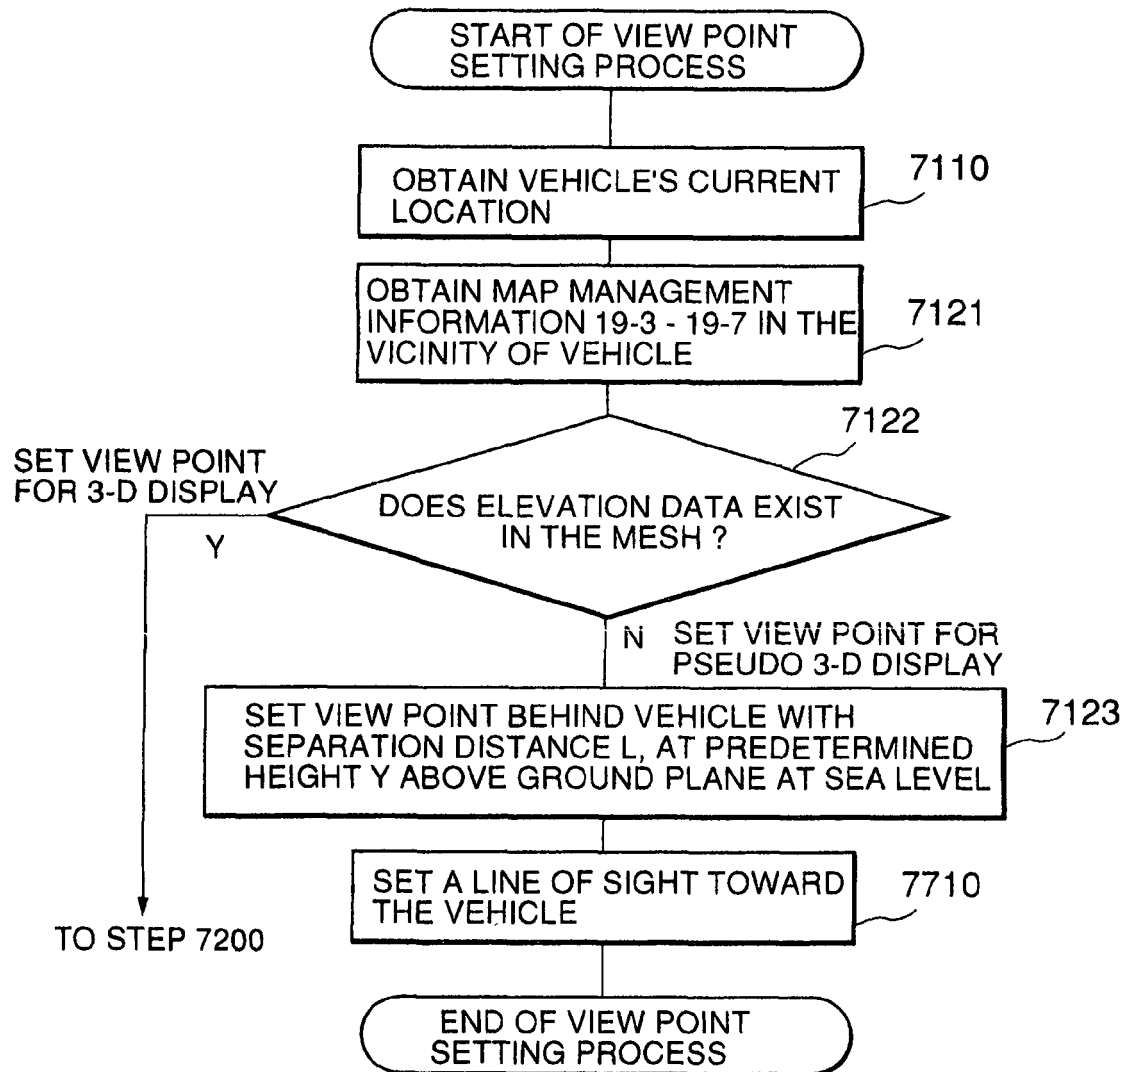 START OF VIEW POINT
SETTING PROCESS
OBTAIN VEHICLE'S CURRENT
LOCATION
7110
OBTAIN MAP MANAGEMENT
INFORMATION 19-3 - 19-7 IN THE
VICINITY OF VEHICLE
7121
7122
SET VIEW POINT
FOR 3-D DISPLAY
DOES ELEVATION DATA EXIST
IN THE MESH ?
Y
N
SET VIEW POINT FOR
PSEUDO 3-D DISPLAY
SET VIEW POINT BEHIND VEHICLE WITH
SEPARATION DISTANCE L, AT PREDETERMINED
HEIGHT Y ABOVE GROUND PLANE AT SEA LEVEL
7123
SET A LINE OF SIGHT TOWARD
THE VEHICLE
7710
TO STEP 7200
END OF VIEW POINT
SETTING PROCESS